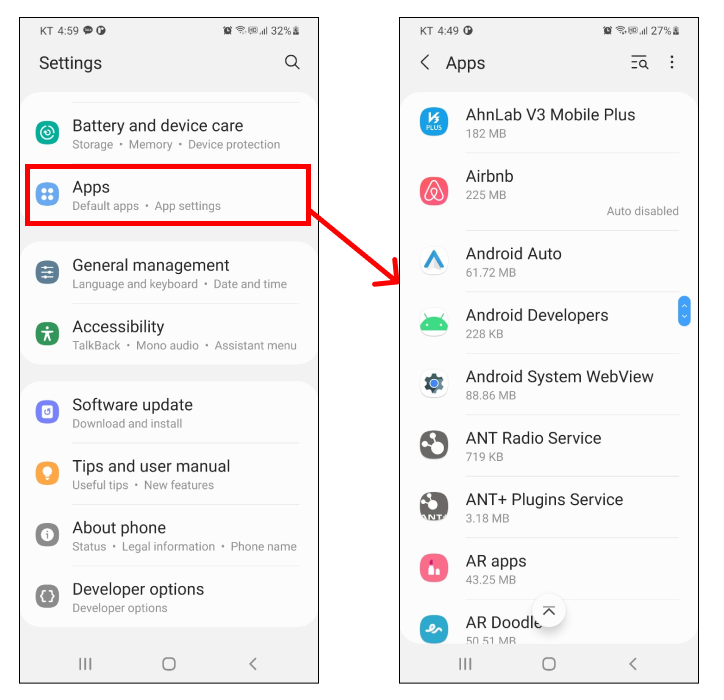 KT 4:59
32%
Settings
Battery and device care
Storage • Memory • Device protection
Apps
Default apps • App settings
General management
Language and keyboard • Date and time
Accessibility
TalkBack • Mono audio • Assistant menu
Software update
Download and install
Tips and user manual
Useful tips • New features
About phone
Status • Legal information • Phone name
Developer options
Developer options
KT 4:49
27%
Apps
V3
PLUS
AhnLab V3 Mobile Plus
182 MB
Airbnb
225 MB
Auto disabled
Android Auto
61.72 MB
Android Developers
228 KB
Android System WebView
88.86 MB
ANT Radio Service
719 KB
ANT+ Plugins Service
3.18 MB
ANT+
AR apps
43.25 MB
AR Doodle
50.51 MB